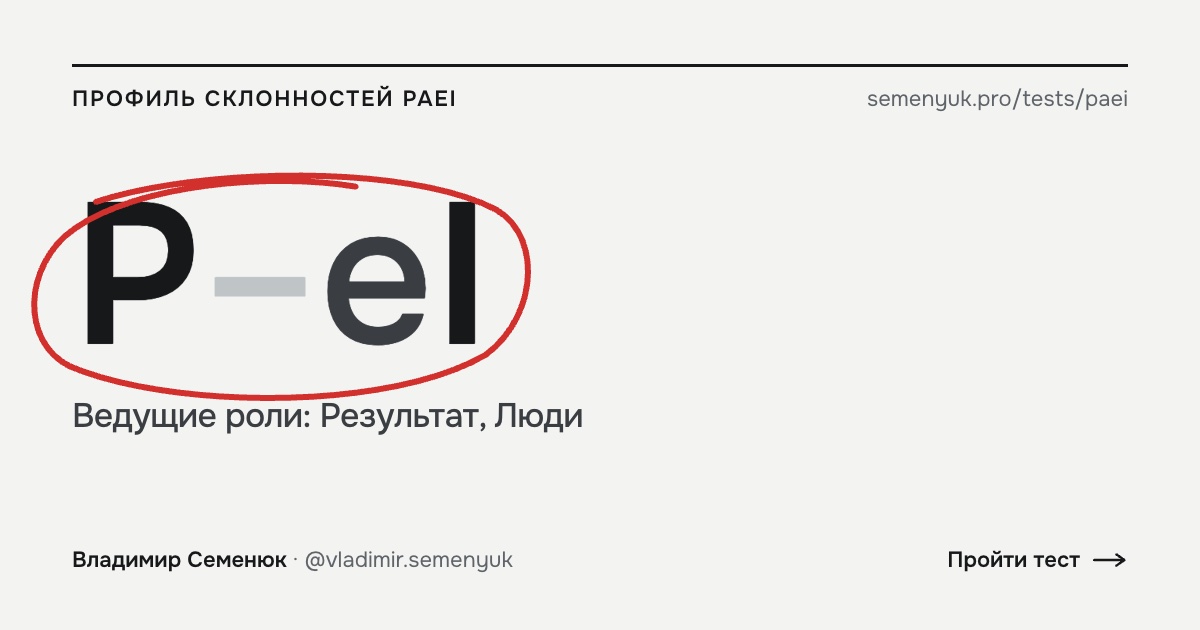 ПРОФИЛЬ СКЛОННОСТЕЙ PAEI
semenyuk.pro/tests/paei
P–eI
Ведущие роли: Результат, Люди
Владимир Семенюк · @vladimir.semenyuk
Пройти тест →